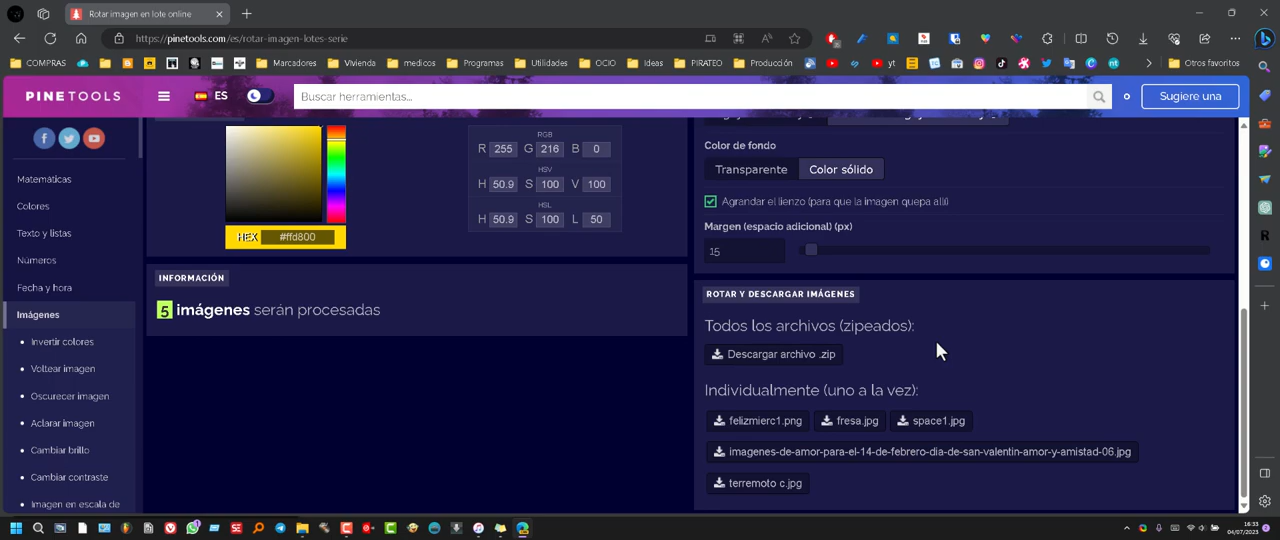 Rotar imagen en lote online
https://pinetools.com/es/rotar-imagen-lotes-serie
COMPRAS
Marcadores
Vivienda
medicos
Programas
Utilidades
OCIO
Ideas
PIRATEO
Producción
yt
Otros favoritos
PINETOOLS
ES
Buscar herramientas...
Sugiere una
Matemáticas
Colores
Texto y listas
Números
Fecha y hora
Imágenes
Invertir colores
Voltear imagen
Oscurecer imagen
Aclarar imagen
Cambiar brillo
Cambiar contraste
Imagen en escala de
RGB
R 255 G 216 B 0
HSV
H 50.9 S 100 V 100
HSL
H 50.9 S 100 L 50
HEX #ffd800
INFORMACIÓN
5 imágenes serán procesadas
Color de fondo
Transparente Color sólido
Agrandar el lienzo (para que la imagen quepa allí)
Margen (espacio adicional) (px)
15
ROTAR Y DESCARGAR IMÁGENES
Todos los archivos (zipeados):
Descargar archivo .zip
Individualmente (uno a la vez):
felizmierc1.png fresa.jpg space1.jpg
imagenes-de-amor-para-el-14-de-febrero-dia-de-san-valentin-amor-y-amistad-06.jpg
terremoto c.jpg
16:33
04/07/2023